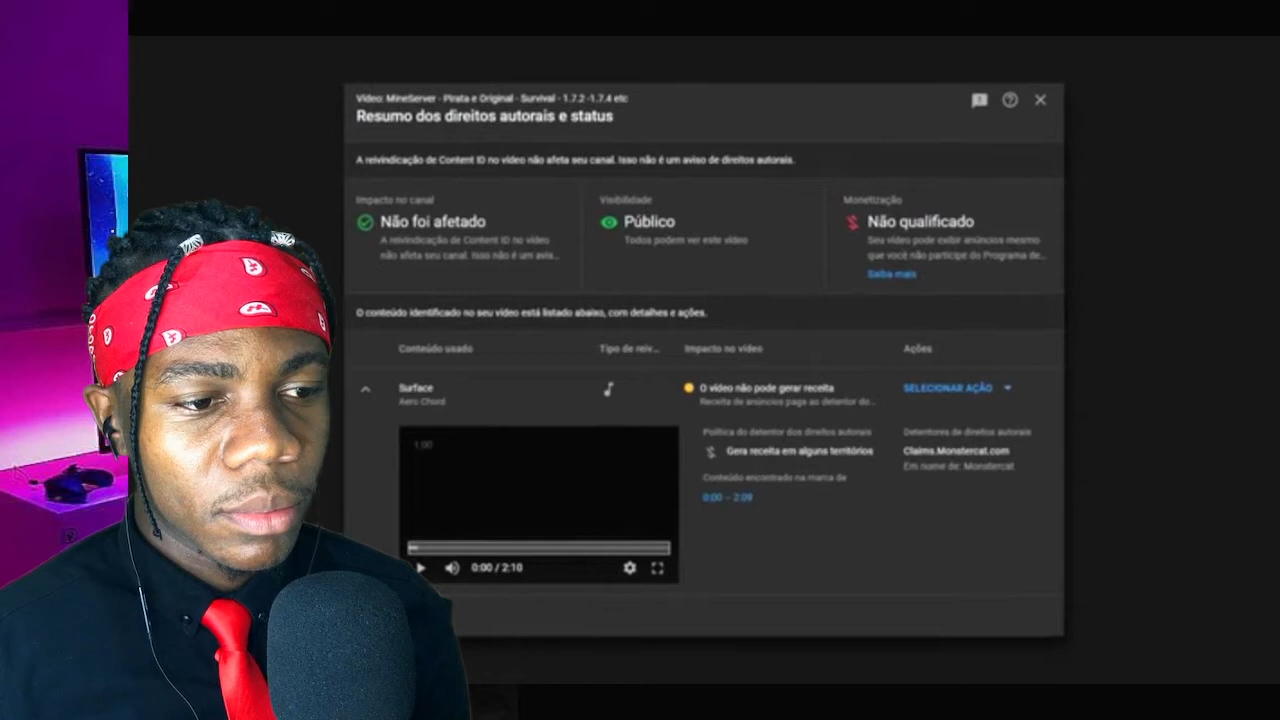 Vídeo: MineServer - Pirata e Original - Survival - 1.7.2 -1.7.4 etc
Resumo dos direitos autorais e status
A reivindicação de Content ID no vídeo não afeta seu canal. Isso não é um aviso de direitos autorais.
Impacto no canal
Não foi afetado
A reivindicação de Content ID no vídeo
não afeta seu canal. Isso não é um avis...
Visibilidade
Público
Todos podem ver este vídeo
Monetização
Não qualificado
Seu vídeo pode exibir anúncios mesmo
que você não participe do Programa de...
Saiba mais
O conteúdo identificado no seu vídeo está listado abaixo, com detalhes e ações.
Conteúdo usado
Tipo de reiv...
Impacto no vídeo
Ações
Surface
Aero Chord
O vídeo não pode gerar receita
Receita de anúncios paga ao detentor do...
SELECIONAR AÇÃO
1:00
0:00 / 2:10
Política do detentor dos direitos autorais
Gera receita em alguns territórios
Conteúdo encontrado na marca de
0:00 – 2:09
Detentores de direitos autorais
Claims.Monstercat.com
Em nome de: Monstercat